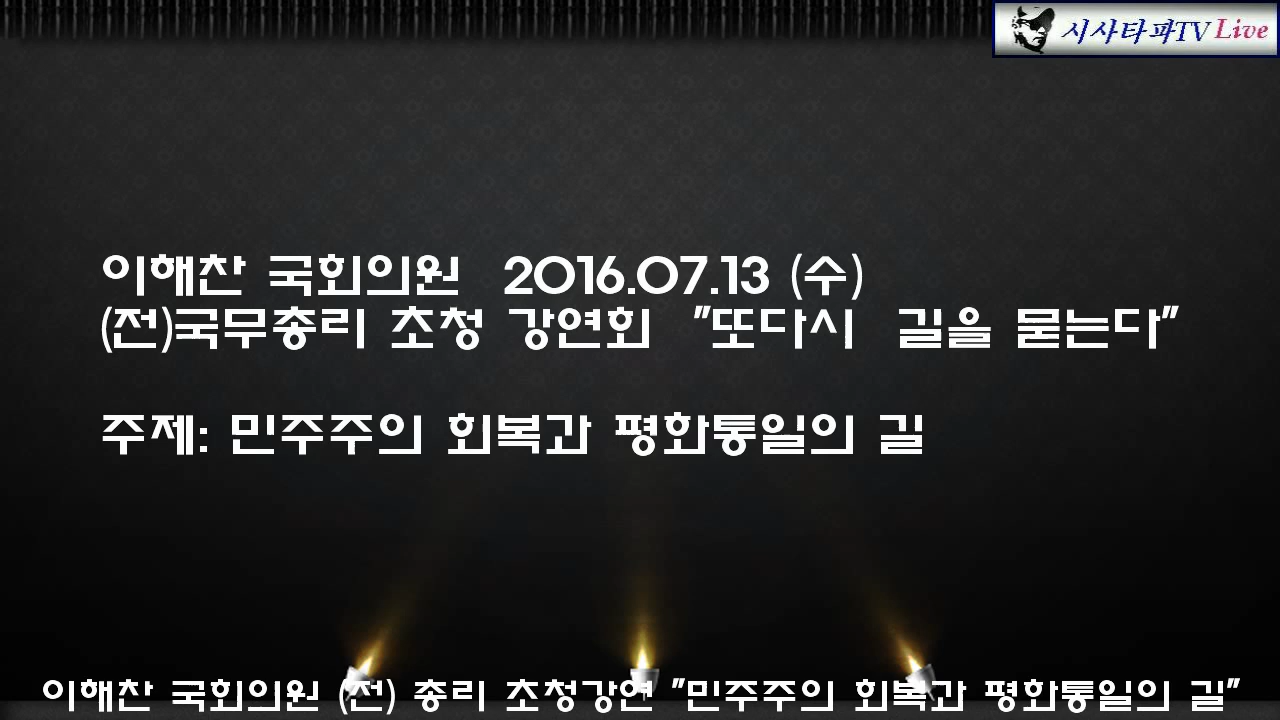 시사타파TV Live
이해찬 국회의원 2016.07.13 (수)
(전)국무총리 초청 강연회 "또다시 길을 묻는다"
주제: 민주주의 회복과 평화통일의 길
이해찬 국회의원 (전) 총리 초청강연 "민주주의 회복과 평화통일의 길"